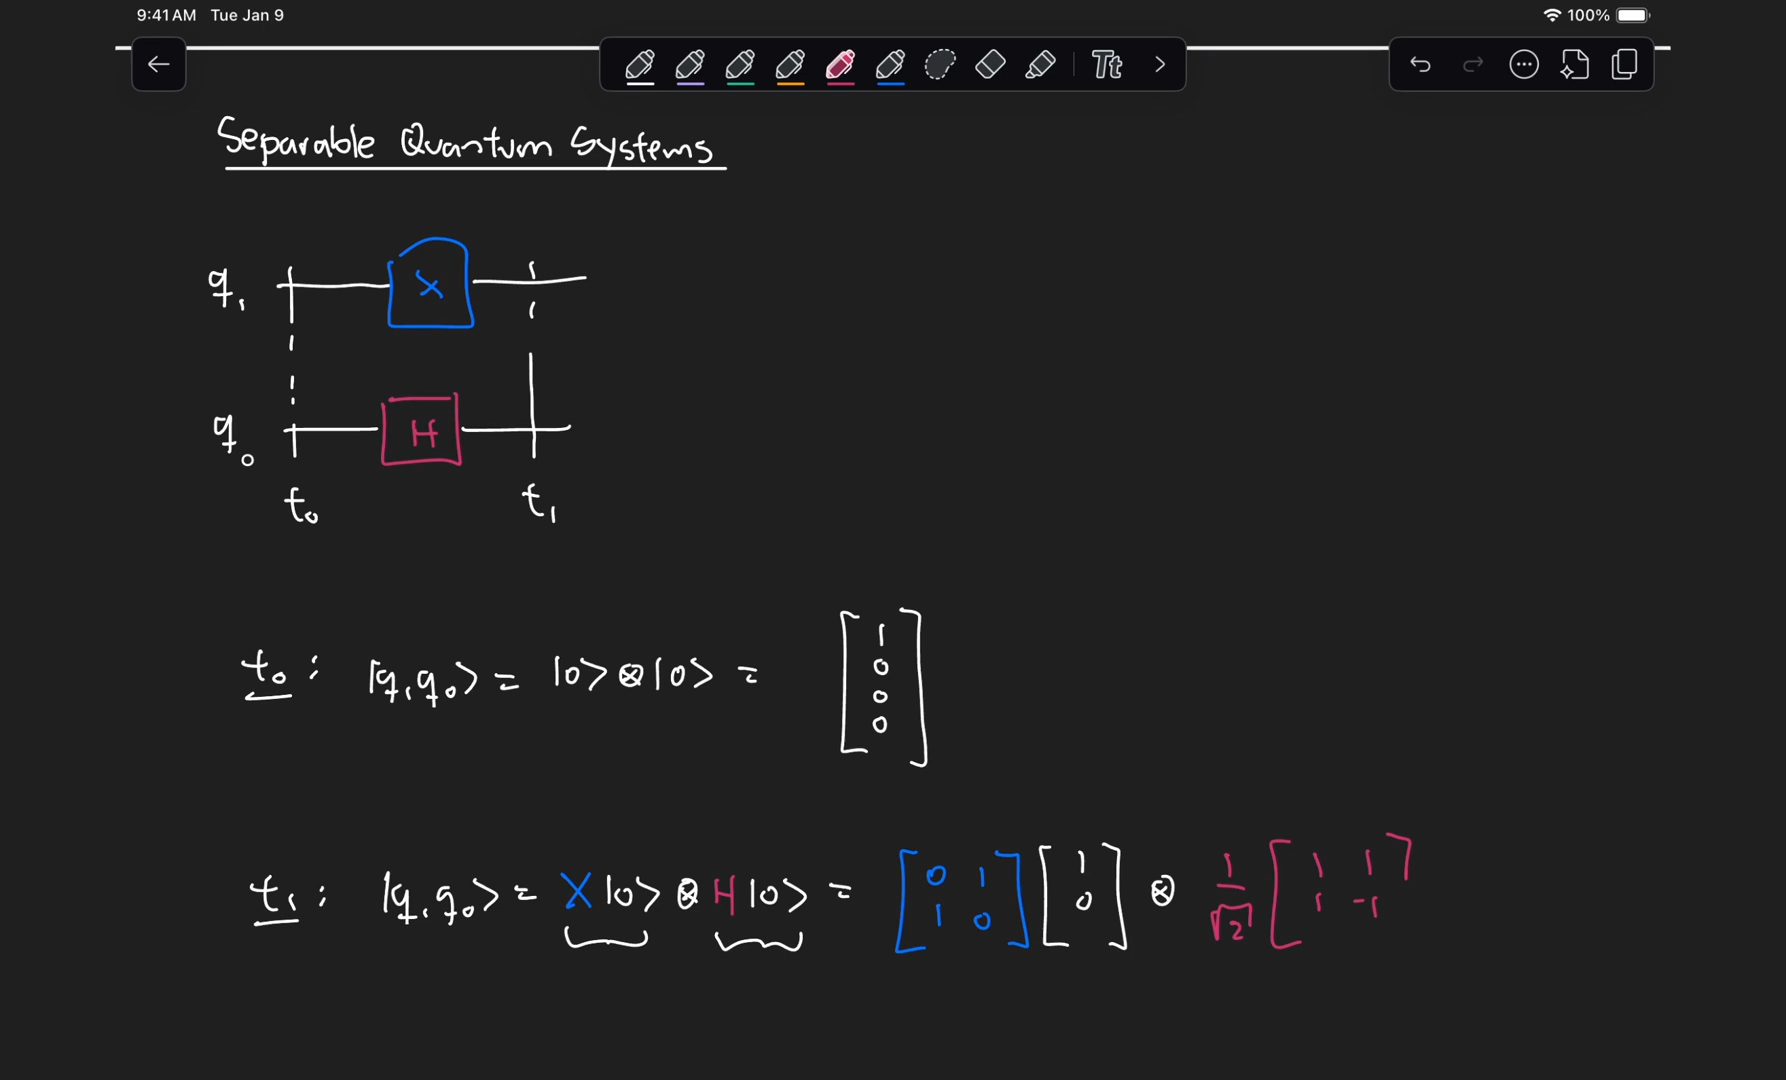 9:41 AM Tue Jan 9 100%
Tt
Separable Quantum Systems
q₁ X
q₀ H
t₀ t₁
t₀: |q₁q₀> = |0> ⊗ |0> = [1 0 0 0]
t₁: |q₁q₀> = X|0> ⊗ H|0> = [0 1 1 0] [1 0] ⊗ 1/√2 [1 1 1 -1]